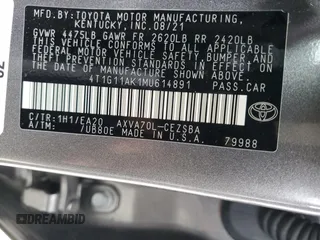 MFD. BY: TOYOTA MOTOR MANUFACTURING,
KENTUCKY, INC. 08/21
GVWR 4475LB GAWR FR 2620LB RR 2420LB
THIS VEHICLE CONFORMS TO ALL APPLICABLE
FEDERAL MOTOR VEHICLE SAFETY, BUMPER, AND
THEFT PREVENTION STANDARDS IN EFFECT ON
THE DATE OF MANUFACTURE SHOWN ABOVE.
4T1G11AK1MU614891 PASS.CAR
C/TR: 1H1/EA20 AXVA70L-CEZSBA
A/TM: /UB80E MADE IN U.S.A.
79988
TOYOTA
DREAMBID